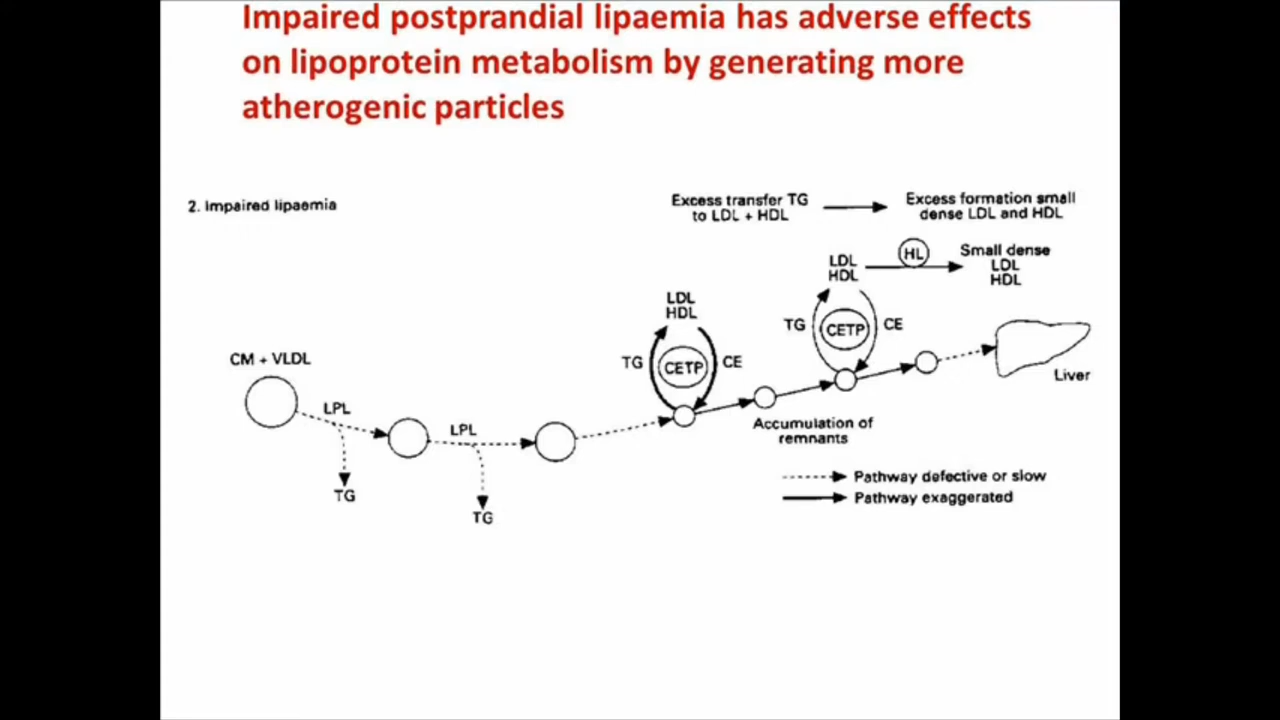 Impaired postprandial lipaemia has adverse effects
on lipoprotein metabolism by generating more
atherogenic particles
2. Impaired lipaemia
Excess transfer TG
to LDL + HDL
Excess formation small
dense LDL and HDL
LDL
HDL
HL
Small dense
LDL
HDL
LDL
HDL
TG
CETP
CE
TG
CETP
CE
CM + VLDL
LPL
TG
LPL
TG
Liver
Accumulation of
remnants
Pathway defective or slow
Pathway exaggerated